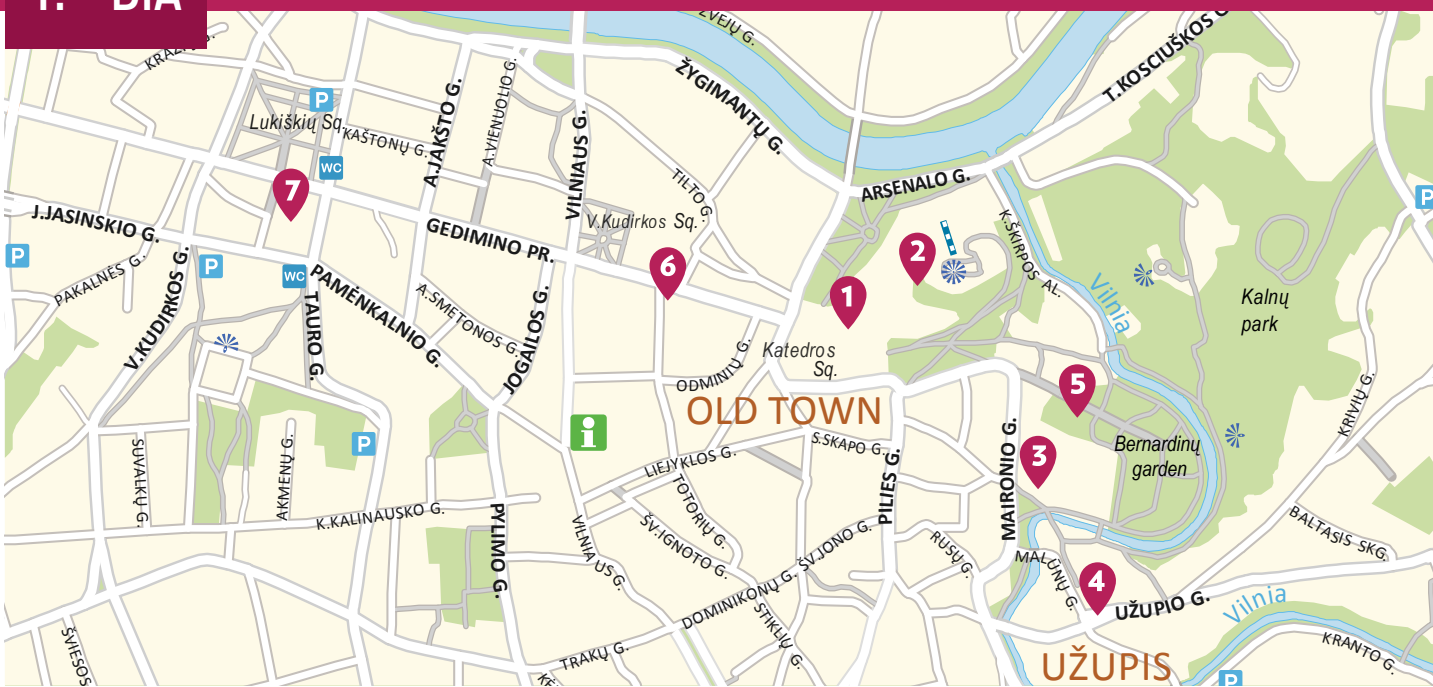 1. DIA
ŽVEJŲ G.
T.KOSCIUŠKOS G.
KRAŽIŲ G.
ŽYGIMANTŲ G.
P
Lukiškių Sq.
KAŠTONŲ G.
A.JAKŠTO G.
A.VIENUOLIO G.
VILNIAUS G.
WC
TILTO G.
ARSENALO G.
7
P
J.JASINSKIO G.
GEDIMINO PR.
V.Kudirkos Sq.
K.ŠKIRPOS AL.
2
P
P
WC
6
PAKALNĖS G.
V.KUDIRKOS G.
PAMĖNKALNIO G.
TAURO G.
A.SMETONOS G.
JOGAILOS G.
1
Vilnia
Kalnų
park
Katedros
Sq.
ODMINIŲ G.
5
OLD TOWN
KRIVIŲ G.
P
i
S.SKAPO G.
Bernardinų
garden
SUVALKŲ G.
AKMENŲ G.
LIEJYKLOS G.
PILIES G.
MAIRONIO G.
3
TOTORIŲ G.
K.KALINAUSKO G.
PYLIMO G.
VILNIAUS G.
ŠV.IGNOTO G.
ŠV.JONO G.
RUSŲ G.
BALTASIS SKG.
MALŪNŲ G.
4
DOMINIKONŲ G.
STIKLIŲ G.
UŽUPIO G.
Vilnia
ŠVIESOS
TRAKŲ G.
UŽUPIS
KRANTO G.
P